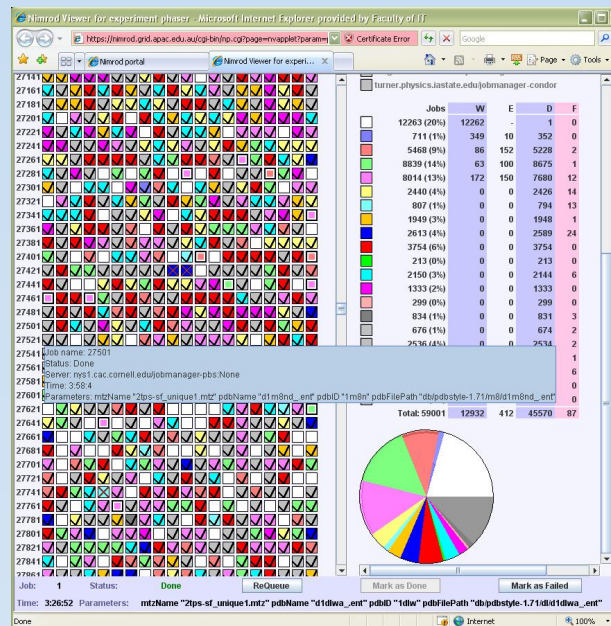 Nimrod Viewer for experiment phaser - Microsoft Internet Explorer provided by Faculty of IT
https://nimrod.grid.apac.edu.au/cgi-bin/np.cgi?page=nvapplet&param=
Certificate Error
Google
Nimrod portal
Nimrod Viewer for experi...
Page
Tools
turner.physics.iastate.edu/jobmanager-condor
Jobs W E D F
12263 (20%) 12262 - 1 0
711 (1%) 349 10 352 0
5468 (9%) 86 152 5228 2
8839 (14%) 63 100 8675 1
8014 (13%) 172 150 7680 12
2440 (4%) 0 0 2426 14
807 (1%) 0 0 794 13
1949 (3%) 0 0 1948 1
2613 (4%) 0 0 2589 24
3754 (6%) 0 0 3754 0
213 (0%) 0 0 213 0
2150 (3%) 0 0 2144 6
1333 (2%) 0 0 1333 0
299 (0%) 0 0 299 0
834 (1%) 0 0 831 3
676 (1%) 0 0 674 2
2536 (4%) 0 0 2534 2
1
6
0
0
Total: 59001 12932 412 45570 87
27141
27161
27181
27201
27221
27241
27261
27281
27301
27321
27341
27361
27381
27401
27421
27441
27461
27481
27501
27521
27541
27561
27581
27601
27621
27641
27661
27681
27701
27721
27741
27761
27781
27801
27821
27841
27861
Job name: 27501
Status: Done
Server: nys1.cac.cornell.edu/jobmanager-pbs:None
Time: 3:58:4
Parameters: mtzName "2tps-sf_unique1.mtz" pdbName "d1m8nd_.ent" pdbID "1m8n" pdbFilePath "db/pdbstyle-1.71/m8/d1m8nd_.ent"
Job: 1 Status: Done ReQueue Mark as Done Mark as Failed
Time: 3:26:52 Parameters: mtzName "2tps-sf_unique1.mtz" pdbName "d1dlwa_.ent" pdbID "1dlw" pdbFilePath "db/pdbstyle-1.71/dl/d1dlwa_.ent"
Done
Internet
100%